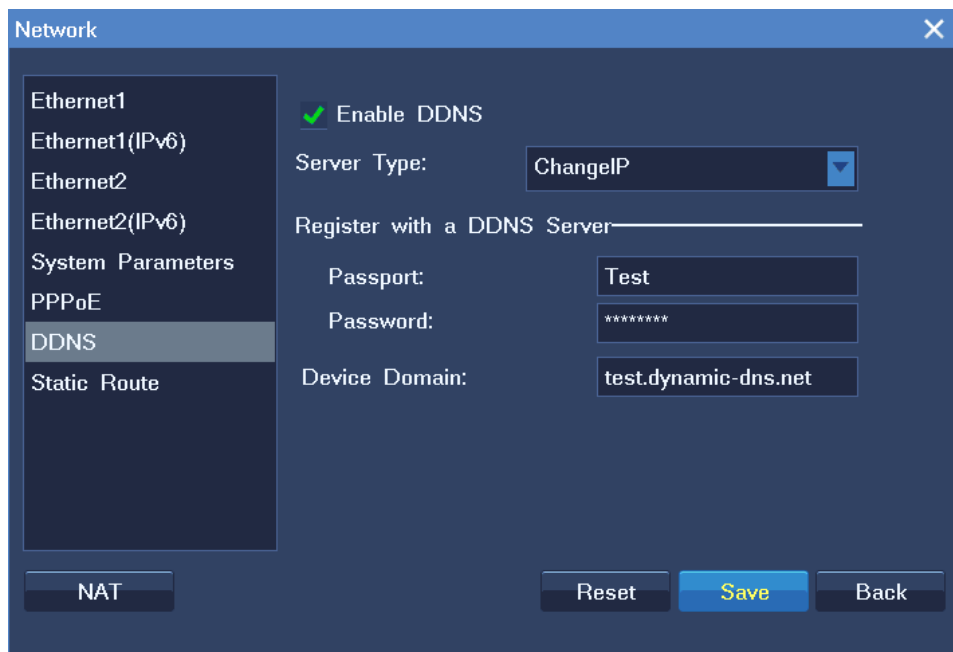 Network
Ethernet1
Ethernet1(IPv6)
Ethernet2
Ethernet2(IPv6)
System Parameters
PPPoE
DDNS
Static Route
Enable DDNS
Server Type: ChangeIP
Register with a DDNS Server
Passport: Test
Password: ********
Device Domain: test.dynamic-dns.net
NAT Reset Save Back